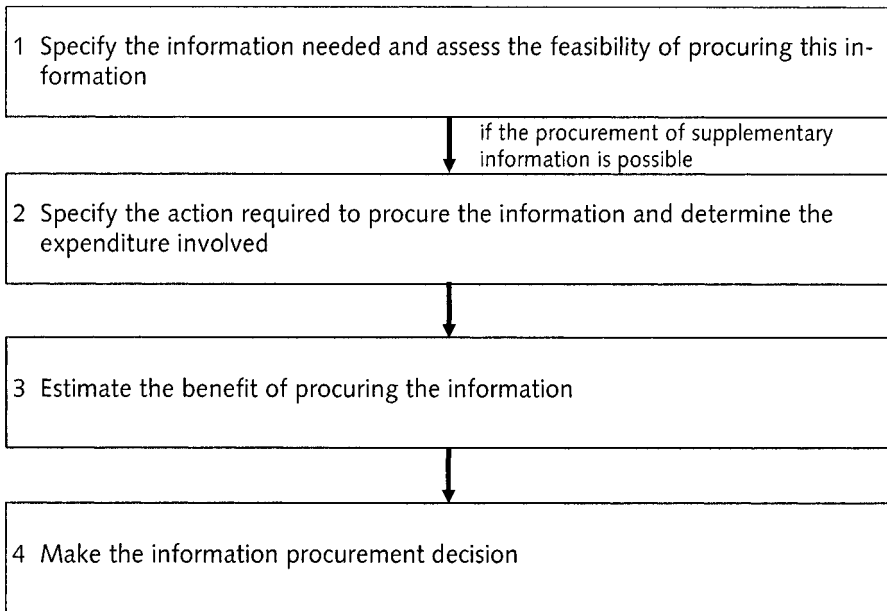 1 Specify the information needed and assess the feasibility of procuring this in-
formation
if the procurement of supplementary
information is possible
2 Specify the action required to procure the information and determine the
expenditure involved
3 Estimate the benefit of procuring the information
4 Make the information procurement decision